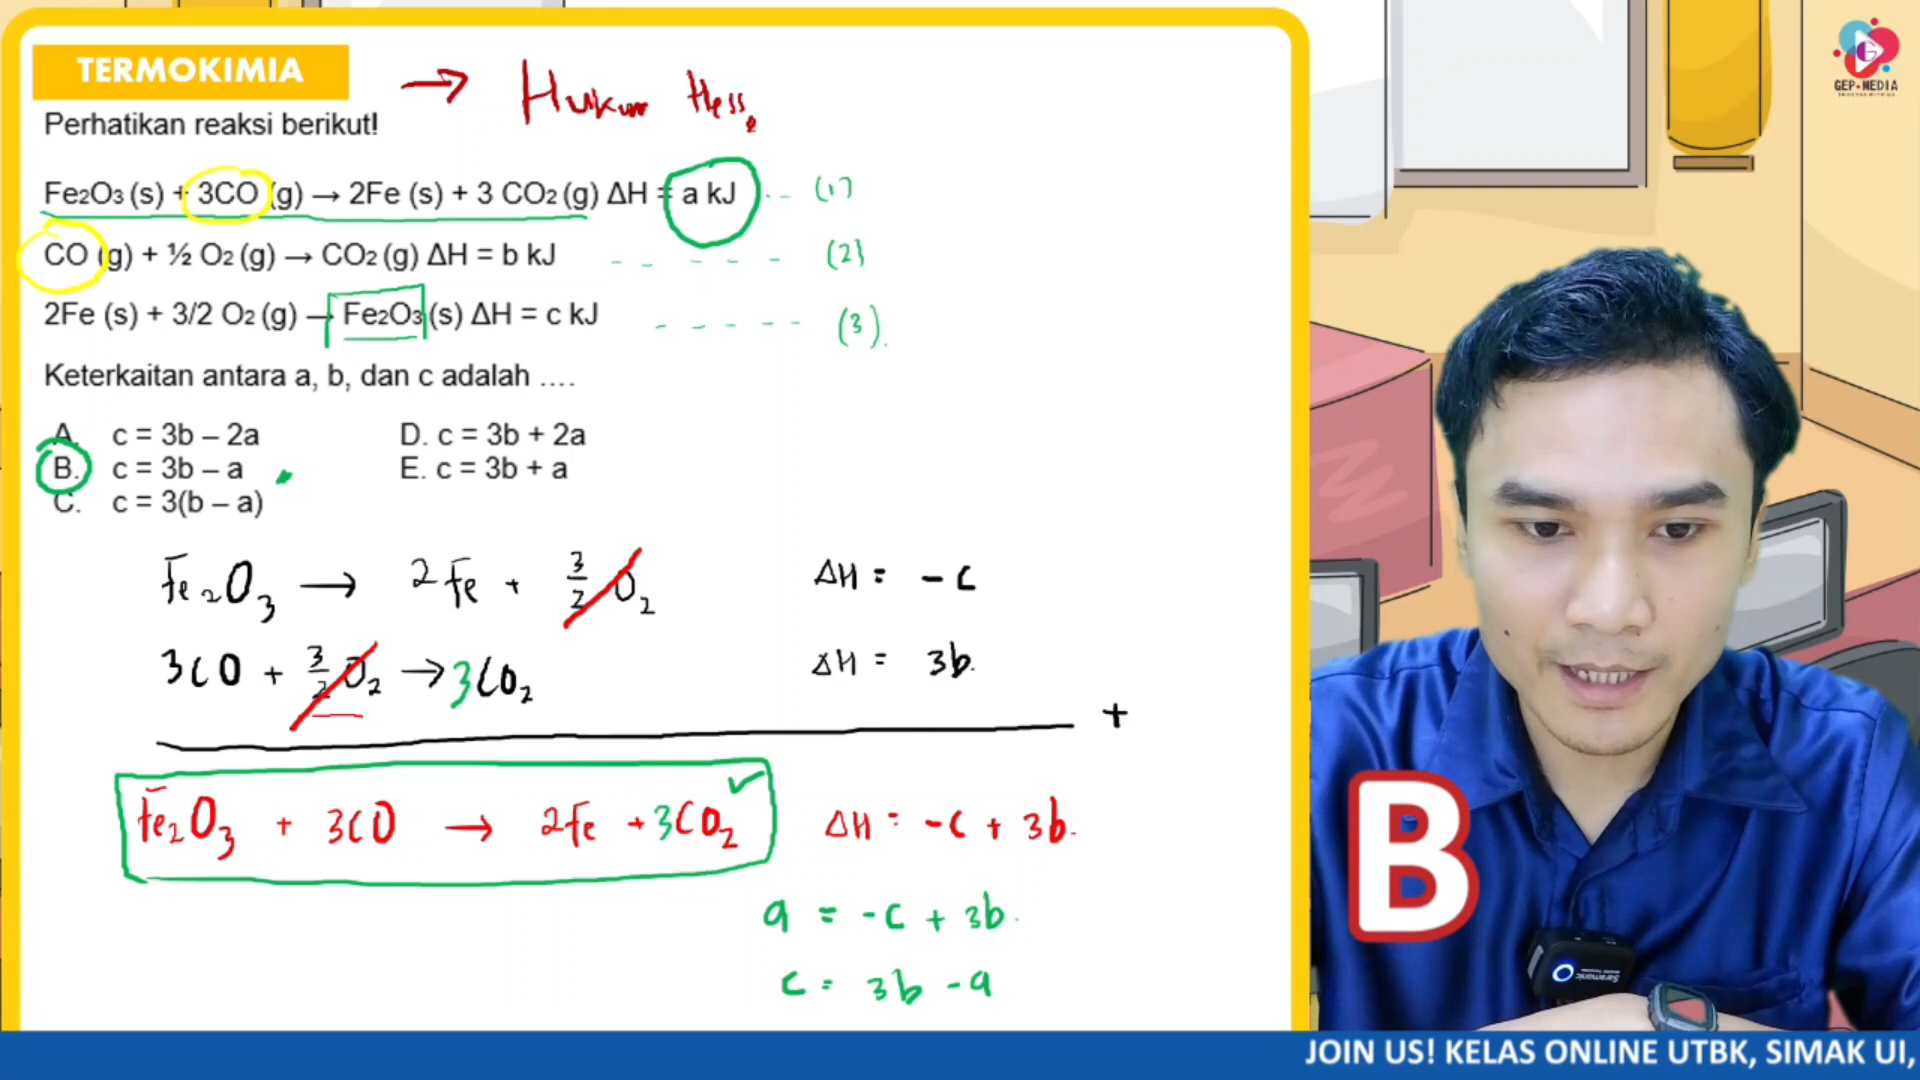 TERMOKIMIA → Hukum Hess
Perhatikan reaksi berikut!
Fe₂O₃ (s) + 3CO (g) → 2Fe (s) + 3 CO₂ (g) ΔH = a kJ -- (1)
CO (g) + ½ O₂ (g) → CO₂ (g) ΔH = b kJ - - - - - - (2)
2Fe (s) + 3/2 O₂ (g) → Fe₂O₃ (s) ΔH = c kJ - - - - - (3).
Keterkaitan antara a, b, dan c adalah ....
A. c = 3b – 2a D. c = 3b + 2a
B. c = 3b – a E. c = 3b + a
C. c = 3(b – a)
Fe₂O₃ → 2Fe + 3/2 O₂ ΔH = -c
3CO + 3/2 O₂ → 3CO₂ ΔH = 3b.
+
Fe₂O₃ + 3CO → 2Fe + 3CO₂ ΔH = -c + 3b.
a = -c + 3b.
c = 3b - a
GEP MEDIA
B
JOIN US! KELAS ONLINE UTBK, SIMAK UI,